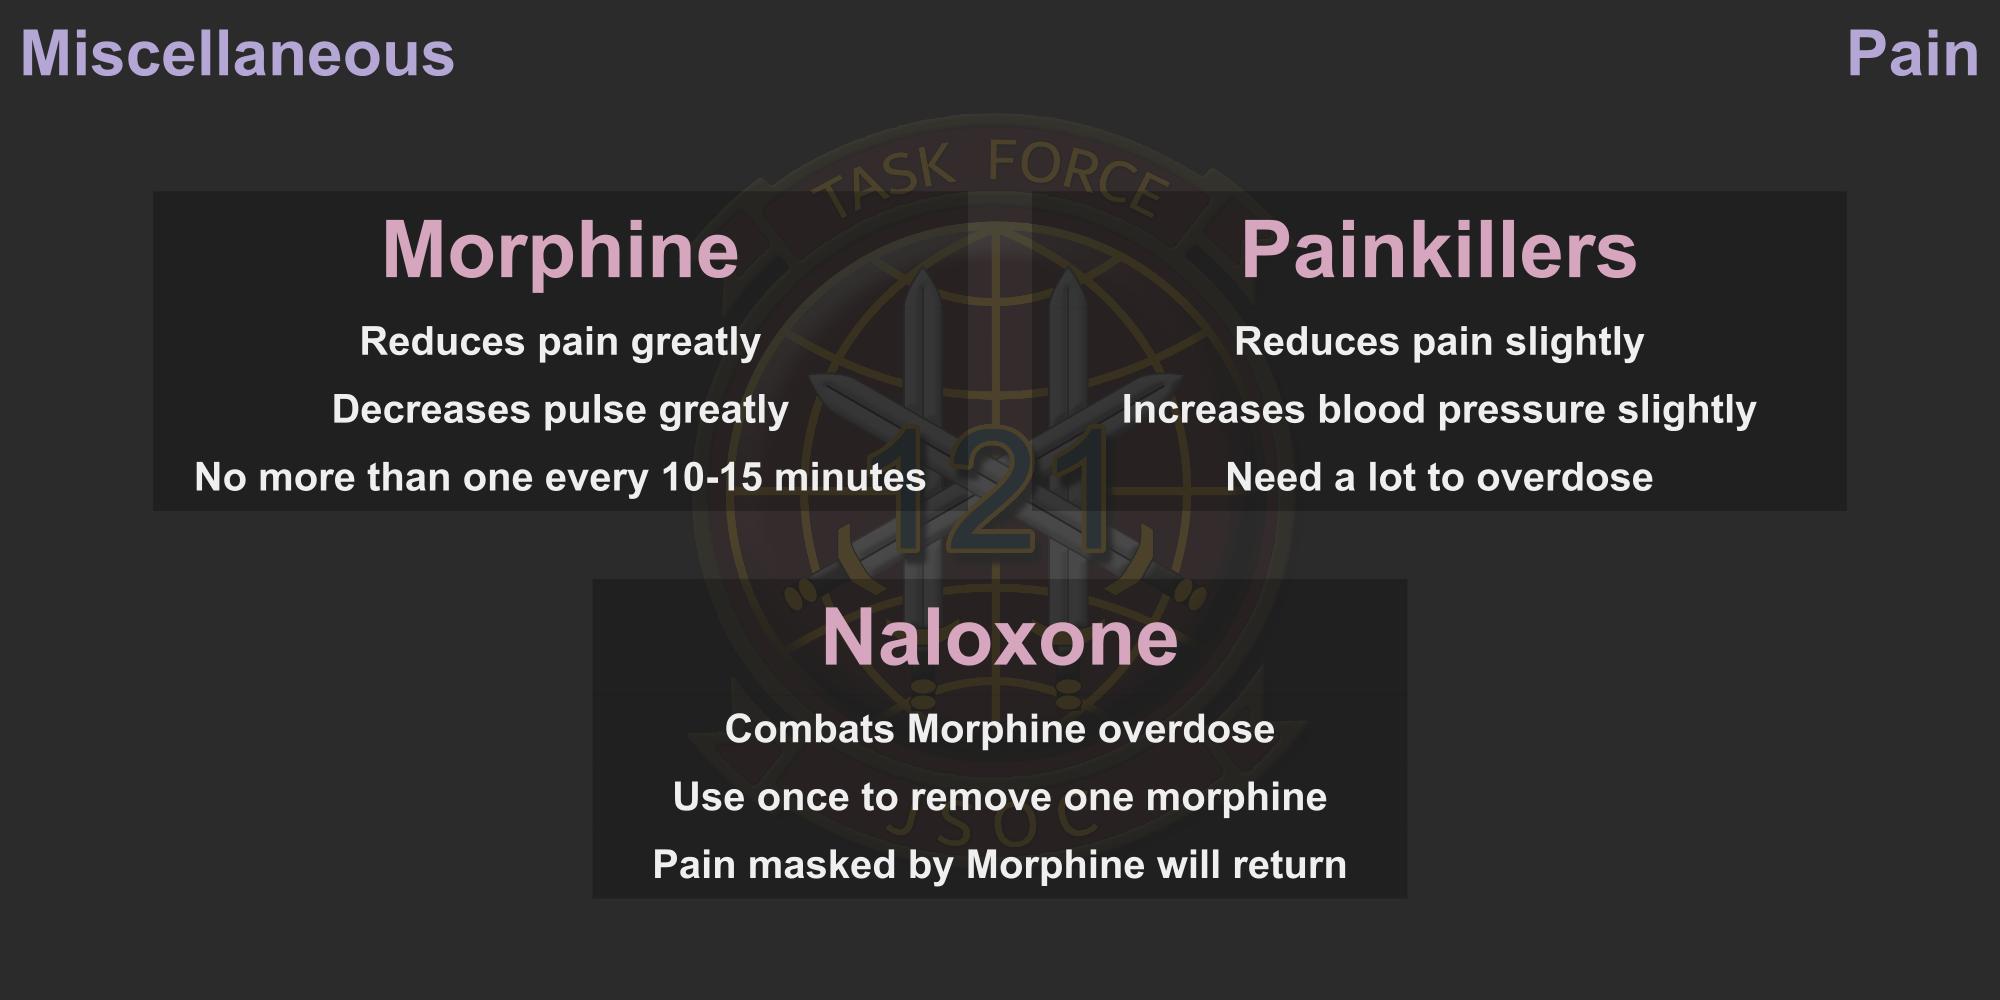 Miscellaneous
Pain
TASK FORCE
Morphine
Reduces pain greatly
Decreases pulse greatly
No more than one every 10-15 minutes
Painkillers
Reduces pain slightly
Increases blood pressure slightly
Need a lot to overdose
121
Naloxone
Combats Morphine overdose
Use once to remove one morphine
Pain masked by Morphine will return
JSOC